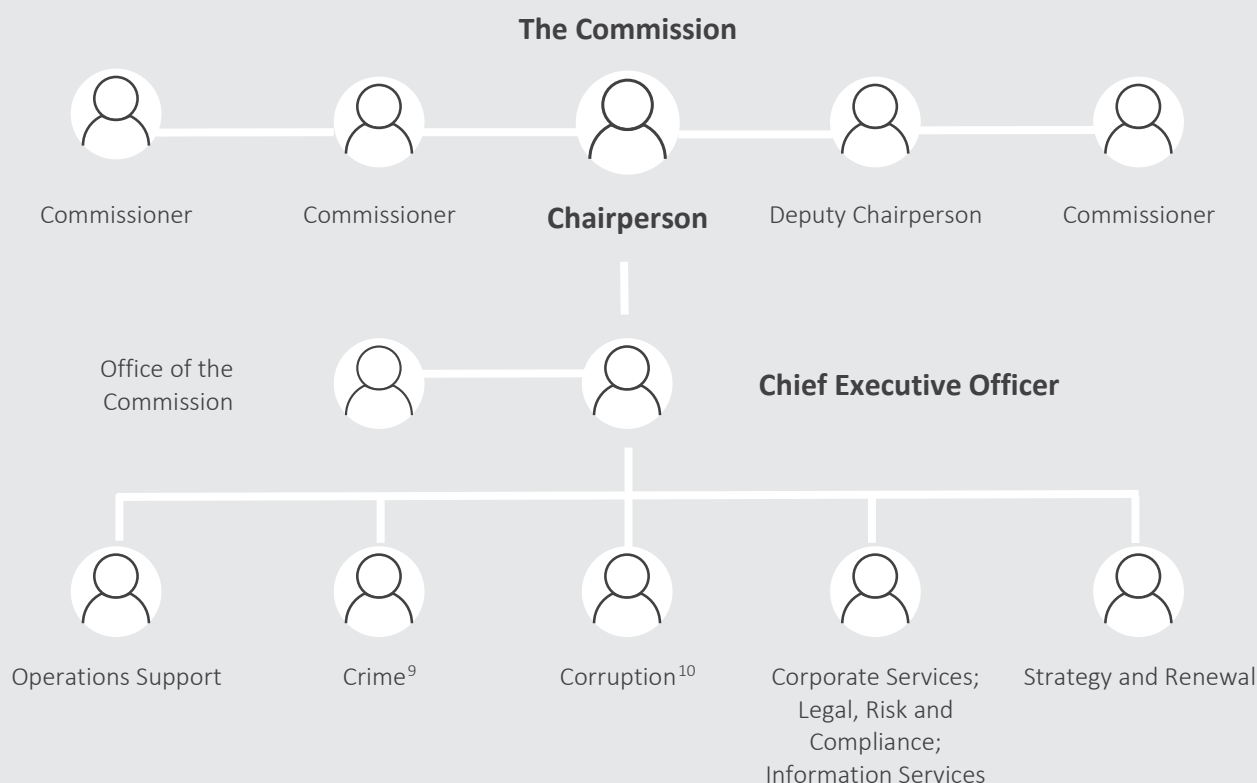 The Commission
Commissioner
Commissioner
Chairperson
Deputy Chairperson
Commissioner
Office of the
Commission
Chief Executive Officer
Operations Support
Crime⁹
Corruption¹⁰
Corporate Services;
Legal, Risk and
Compliance;
Information Services
Strategy and Renewal